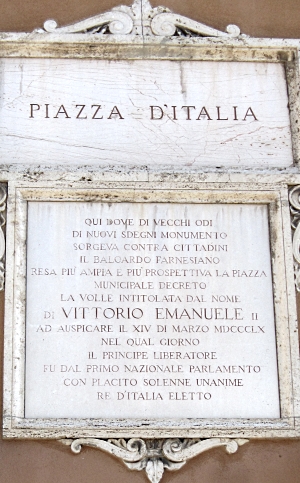 PIAZZA D'ITALIA
QUI DOVE DI VECCHI ODI
DI NUOVI SDEGNI MONUMENTO
SORGEVA CONTRA CITTADINI
IL BALOARDO FARNESIANO
RESA PIÙ AMPIA E PIÙ PROSPETTIVA LA PIAZZA
MUNICIPALE DECRETO
LA VOLLE INTITOLATA DAL NOME
DI VITTORIO EMANUELE II
AD AUSPICARE IL XIV DI MARZO MDCCCLX
NEL QUAL GIORNO
IL PRINCIPE LIBERATORE
FU DAL PRIMO NAZIONALE PARLAMENTO
CON PLACITO SOLENNE UNANIME
RE D'ITALIA ELETTO